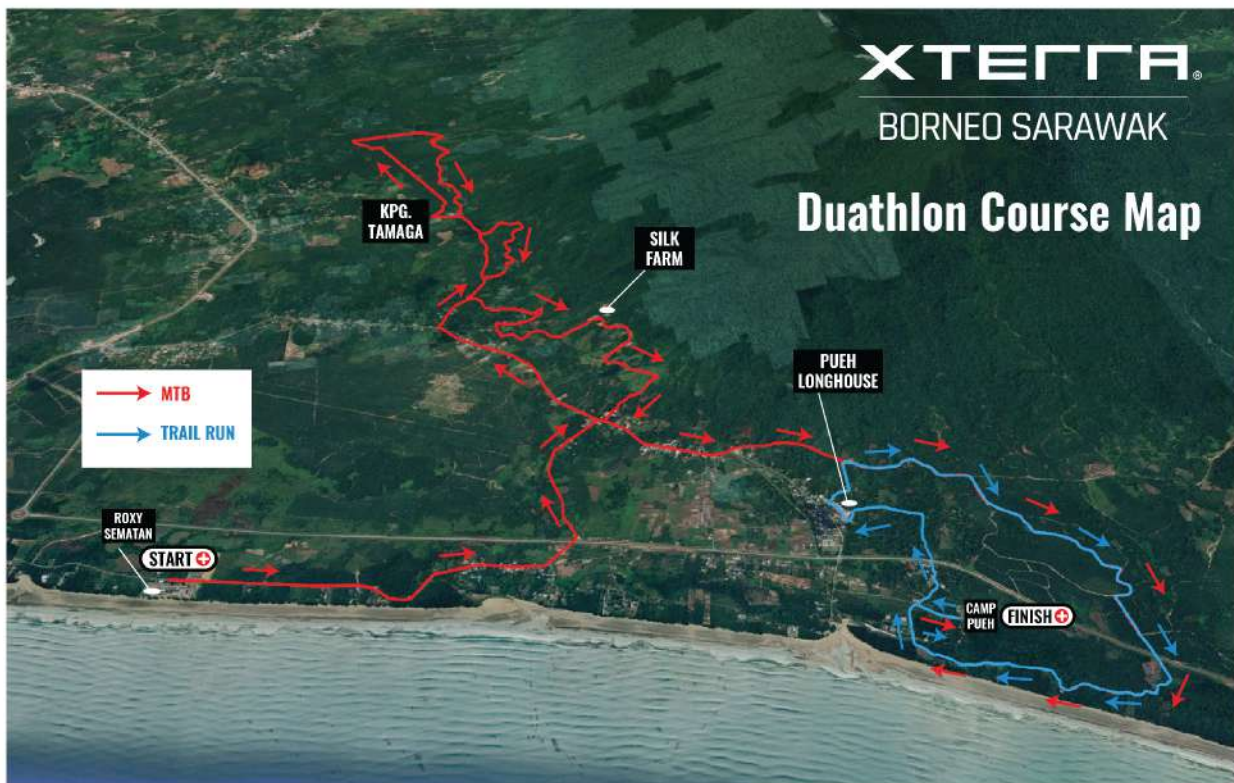 XTERRA®
BORNEO SARAWAK
Duathlon Course Map
KPG.
TAMAGA
SILK
FARM
PUEH
LONGHOUSE
MTB
TRAIL RUN
ROXY
SEMATAN
START
CAMP
PUEH
FINISH